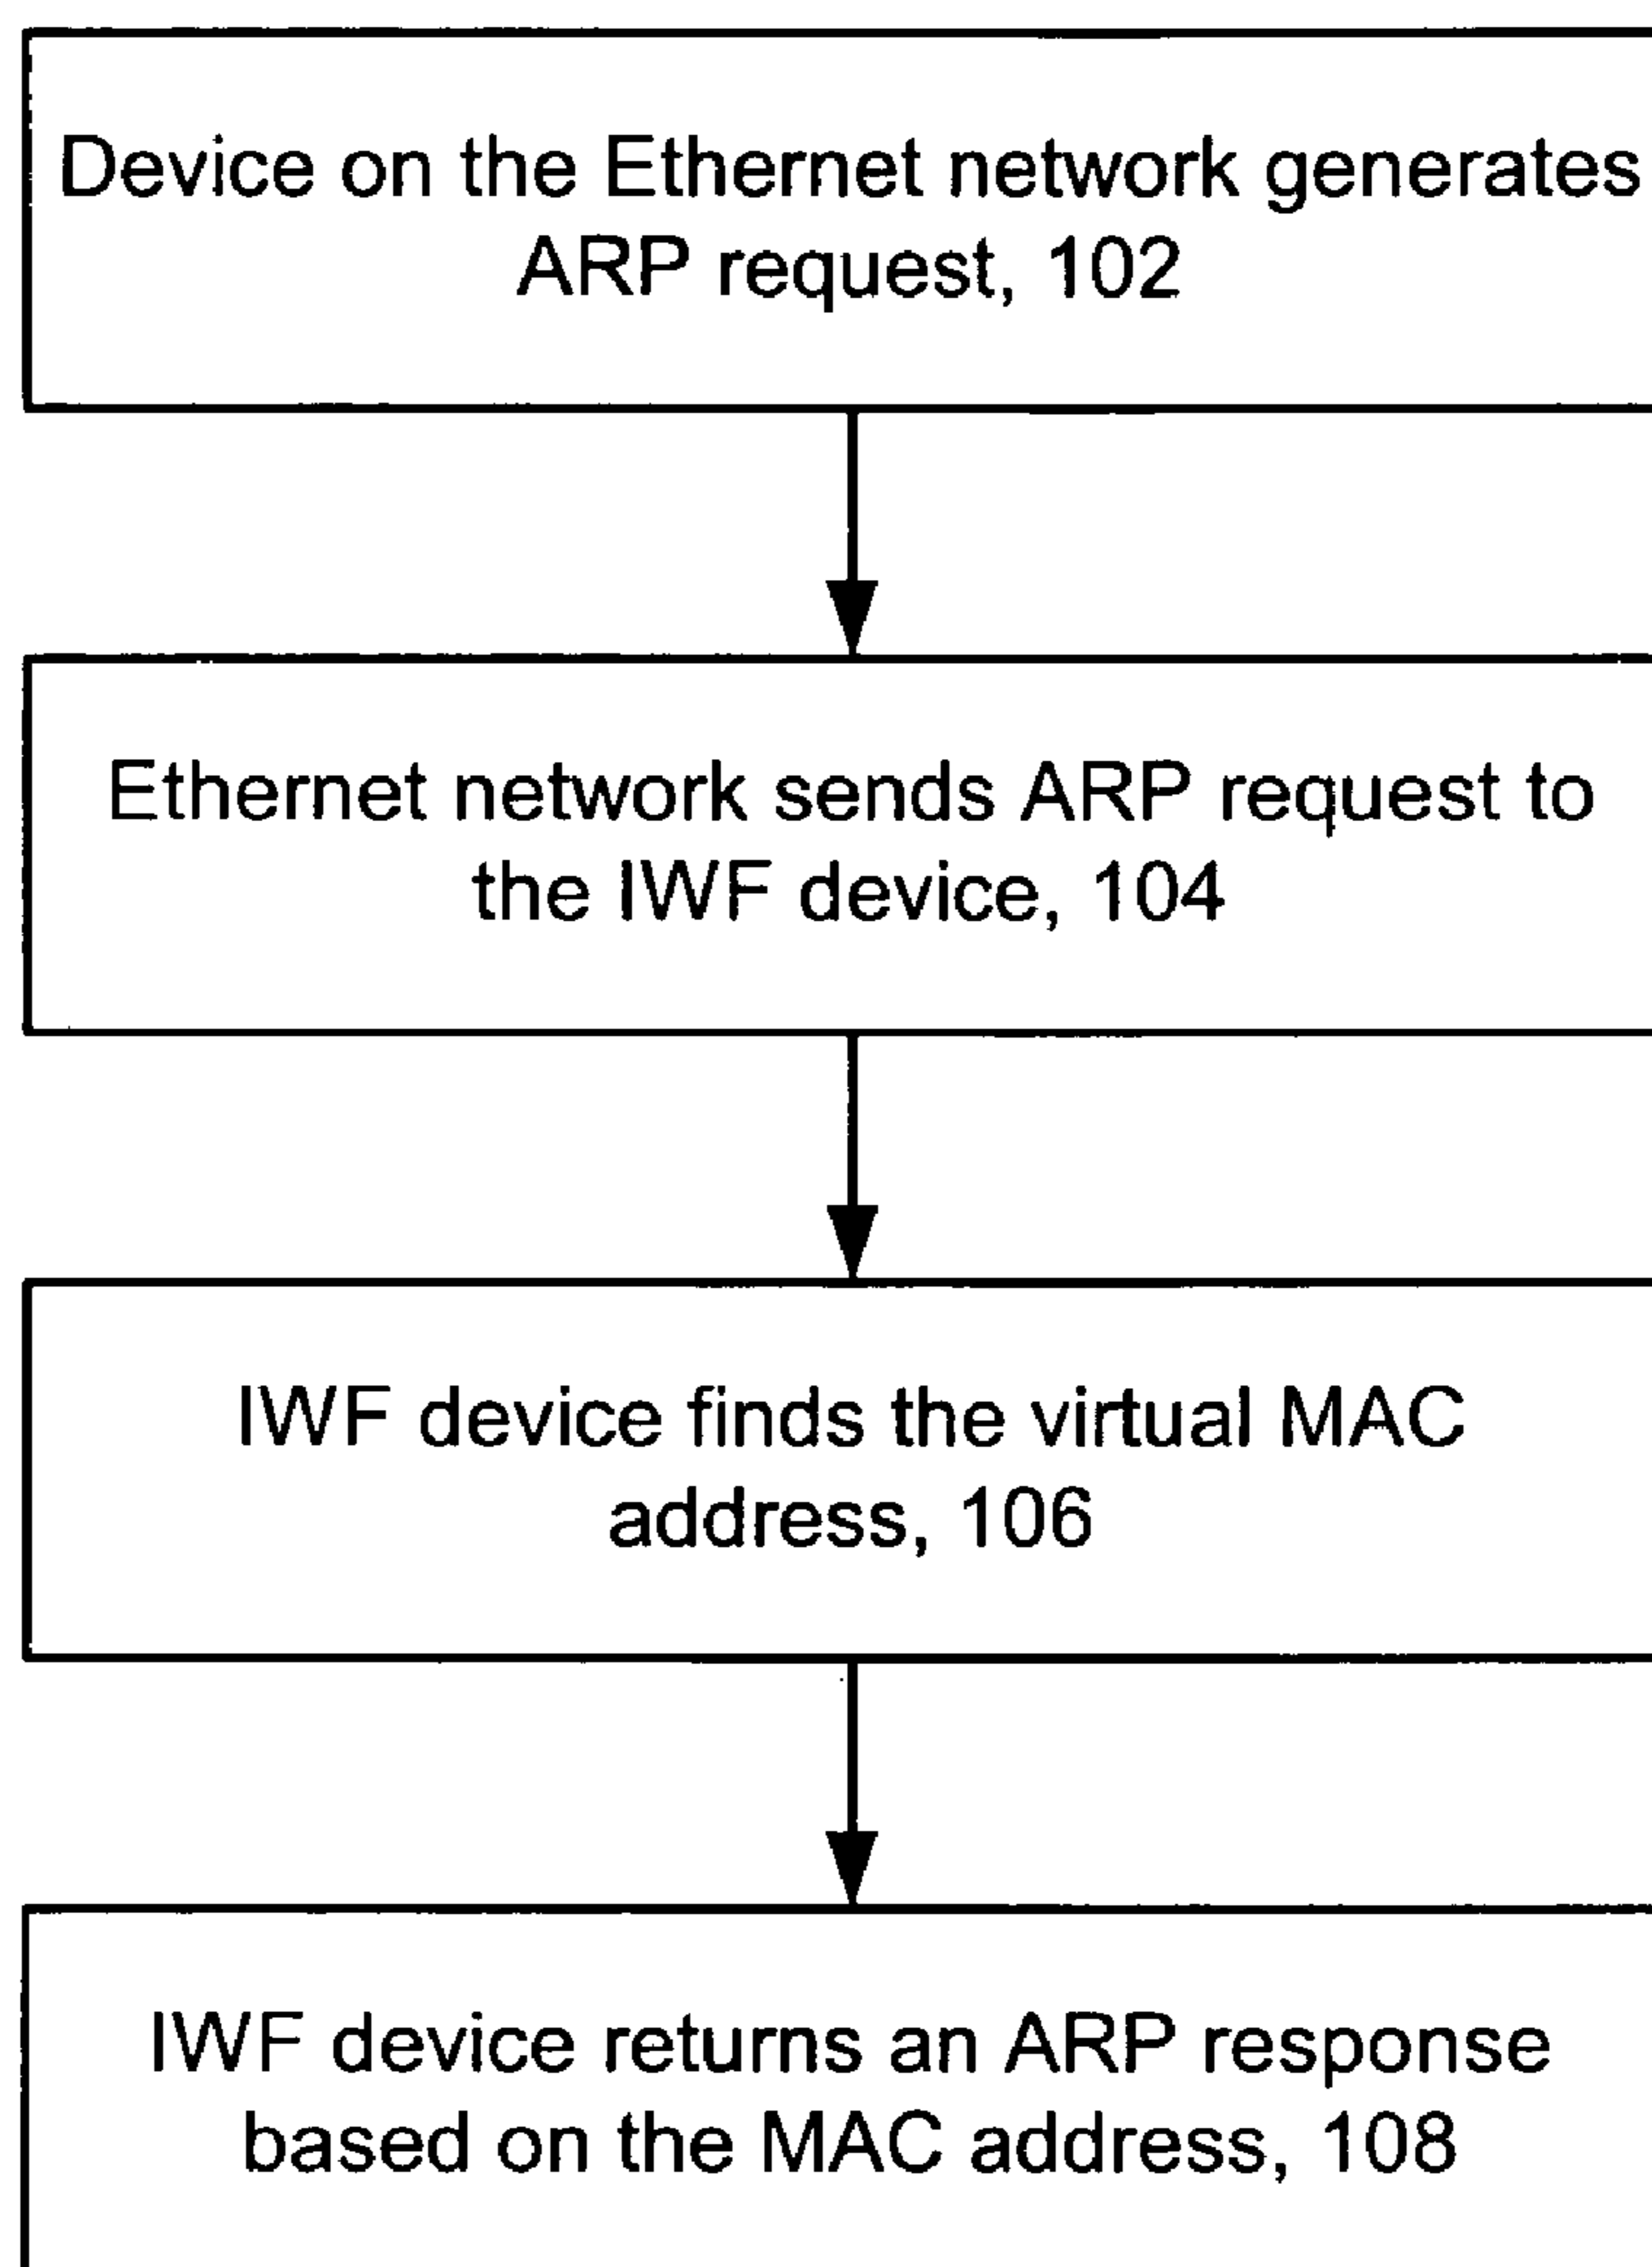 Device on the Ethernet network generates
ARP request, 102
Ethernet network sends ARP request to
the IWF device, 104
IWF device finds the virtual MAC
address, 106
IWF device returns an ARP response
based on the MAC address, 108